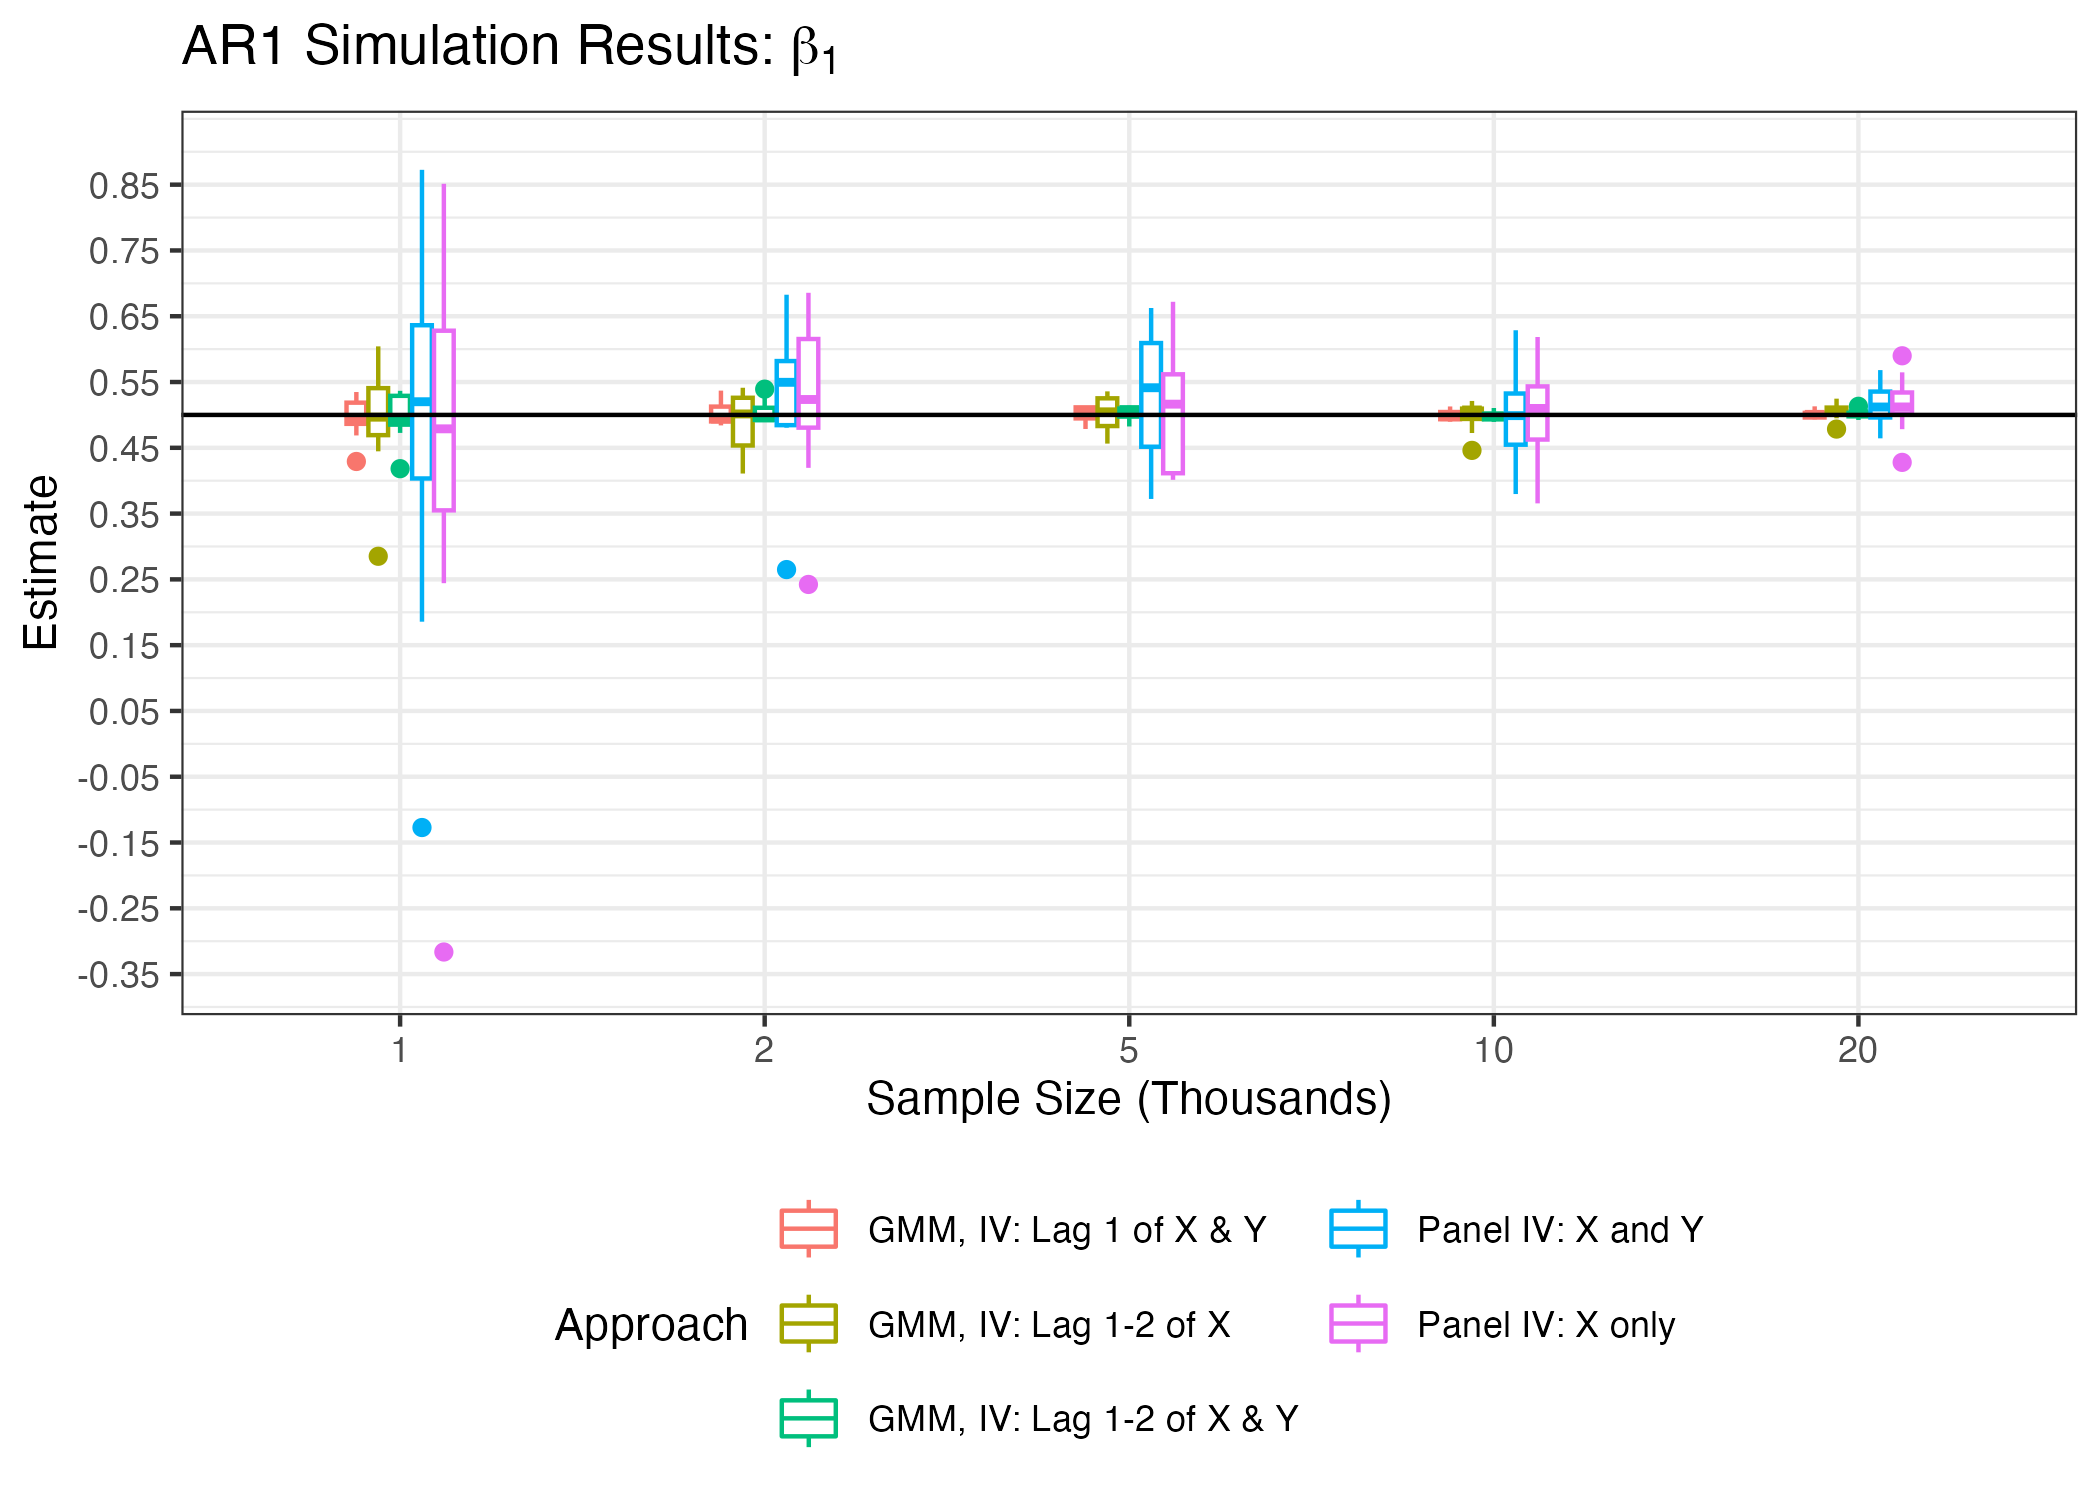 AR1 Simulation Results: β1
Estimate
0.85
0.75
0.65
0.55
0.45
0.35
0.25
0.15
0.05
-0.05
-0.15
-0.25
-0.35
1 2 5 10 20
Sample Size (Thousands)
Approach
GMM, IV: Lag 1 of X & Y
GMM, IV: Lag 1-2 of X
GMM, IV: Lag 1-2 of X & Y
Panel IV: X and Y
Panel IV: X only